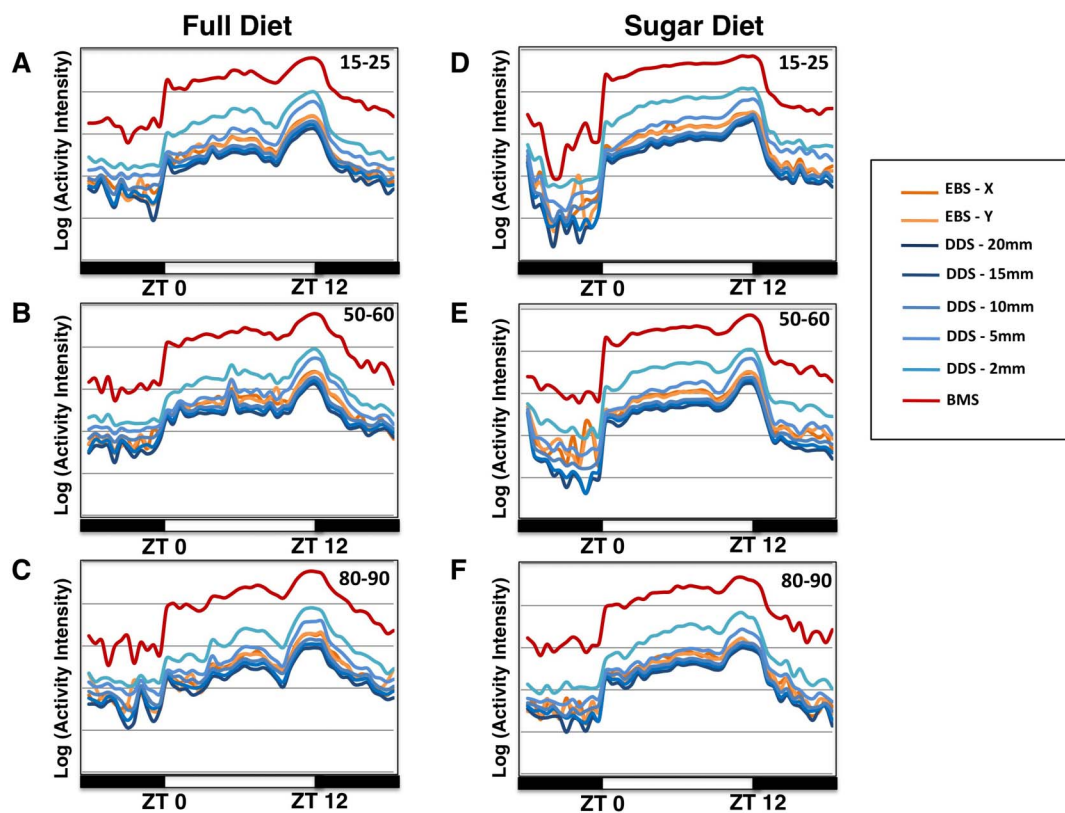 Full Diet
Sugar Diet
A
Log (Activity Intensity)
15-25
ZT 0
ZT 12
D
Log (Activity Intensity)
15-25
ZT 0
ZT 12
B
Log (Activity Intensity)
50-60
ZT 0
ZT 12
E
Log (Activity Intensity)
50-60
ZT 0
ZT 12
C
Log (Activity Intensity)
80-90
ZT 0
ZT 12
F
Log (Activity Intensity)
80-90
ZT 0
ZT 12
EBS - X
EBS - Y
DDS - 20mm
DDS - 15mm
DDS - 10mm
DDS - 5mm
DDS - 2mm
BMS